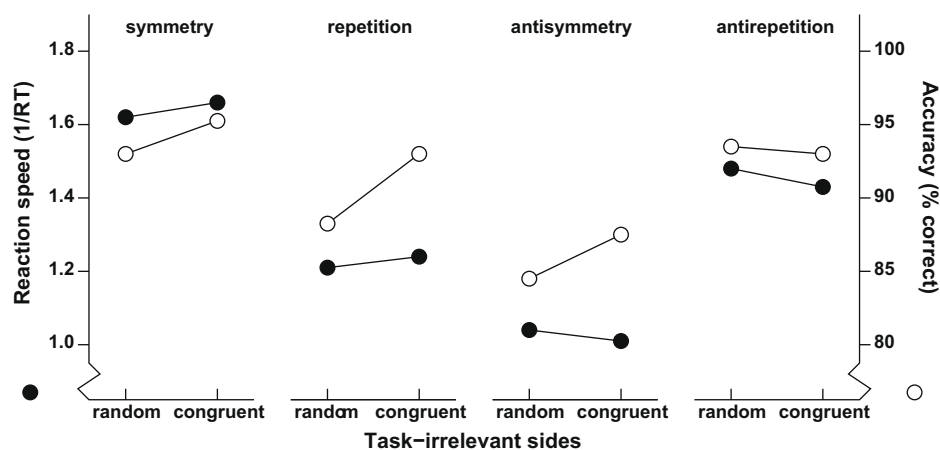 symmetry repetition antisymmetry antirepetition
1.8 100
1.6 95
1.4 90
1.2 85
1.0 80
Reaction speed (1/RT)
Accuracy (% correct)
random congruent random congruent random congruent random congruent
Task−irrelevant sides